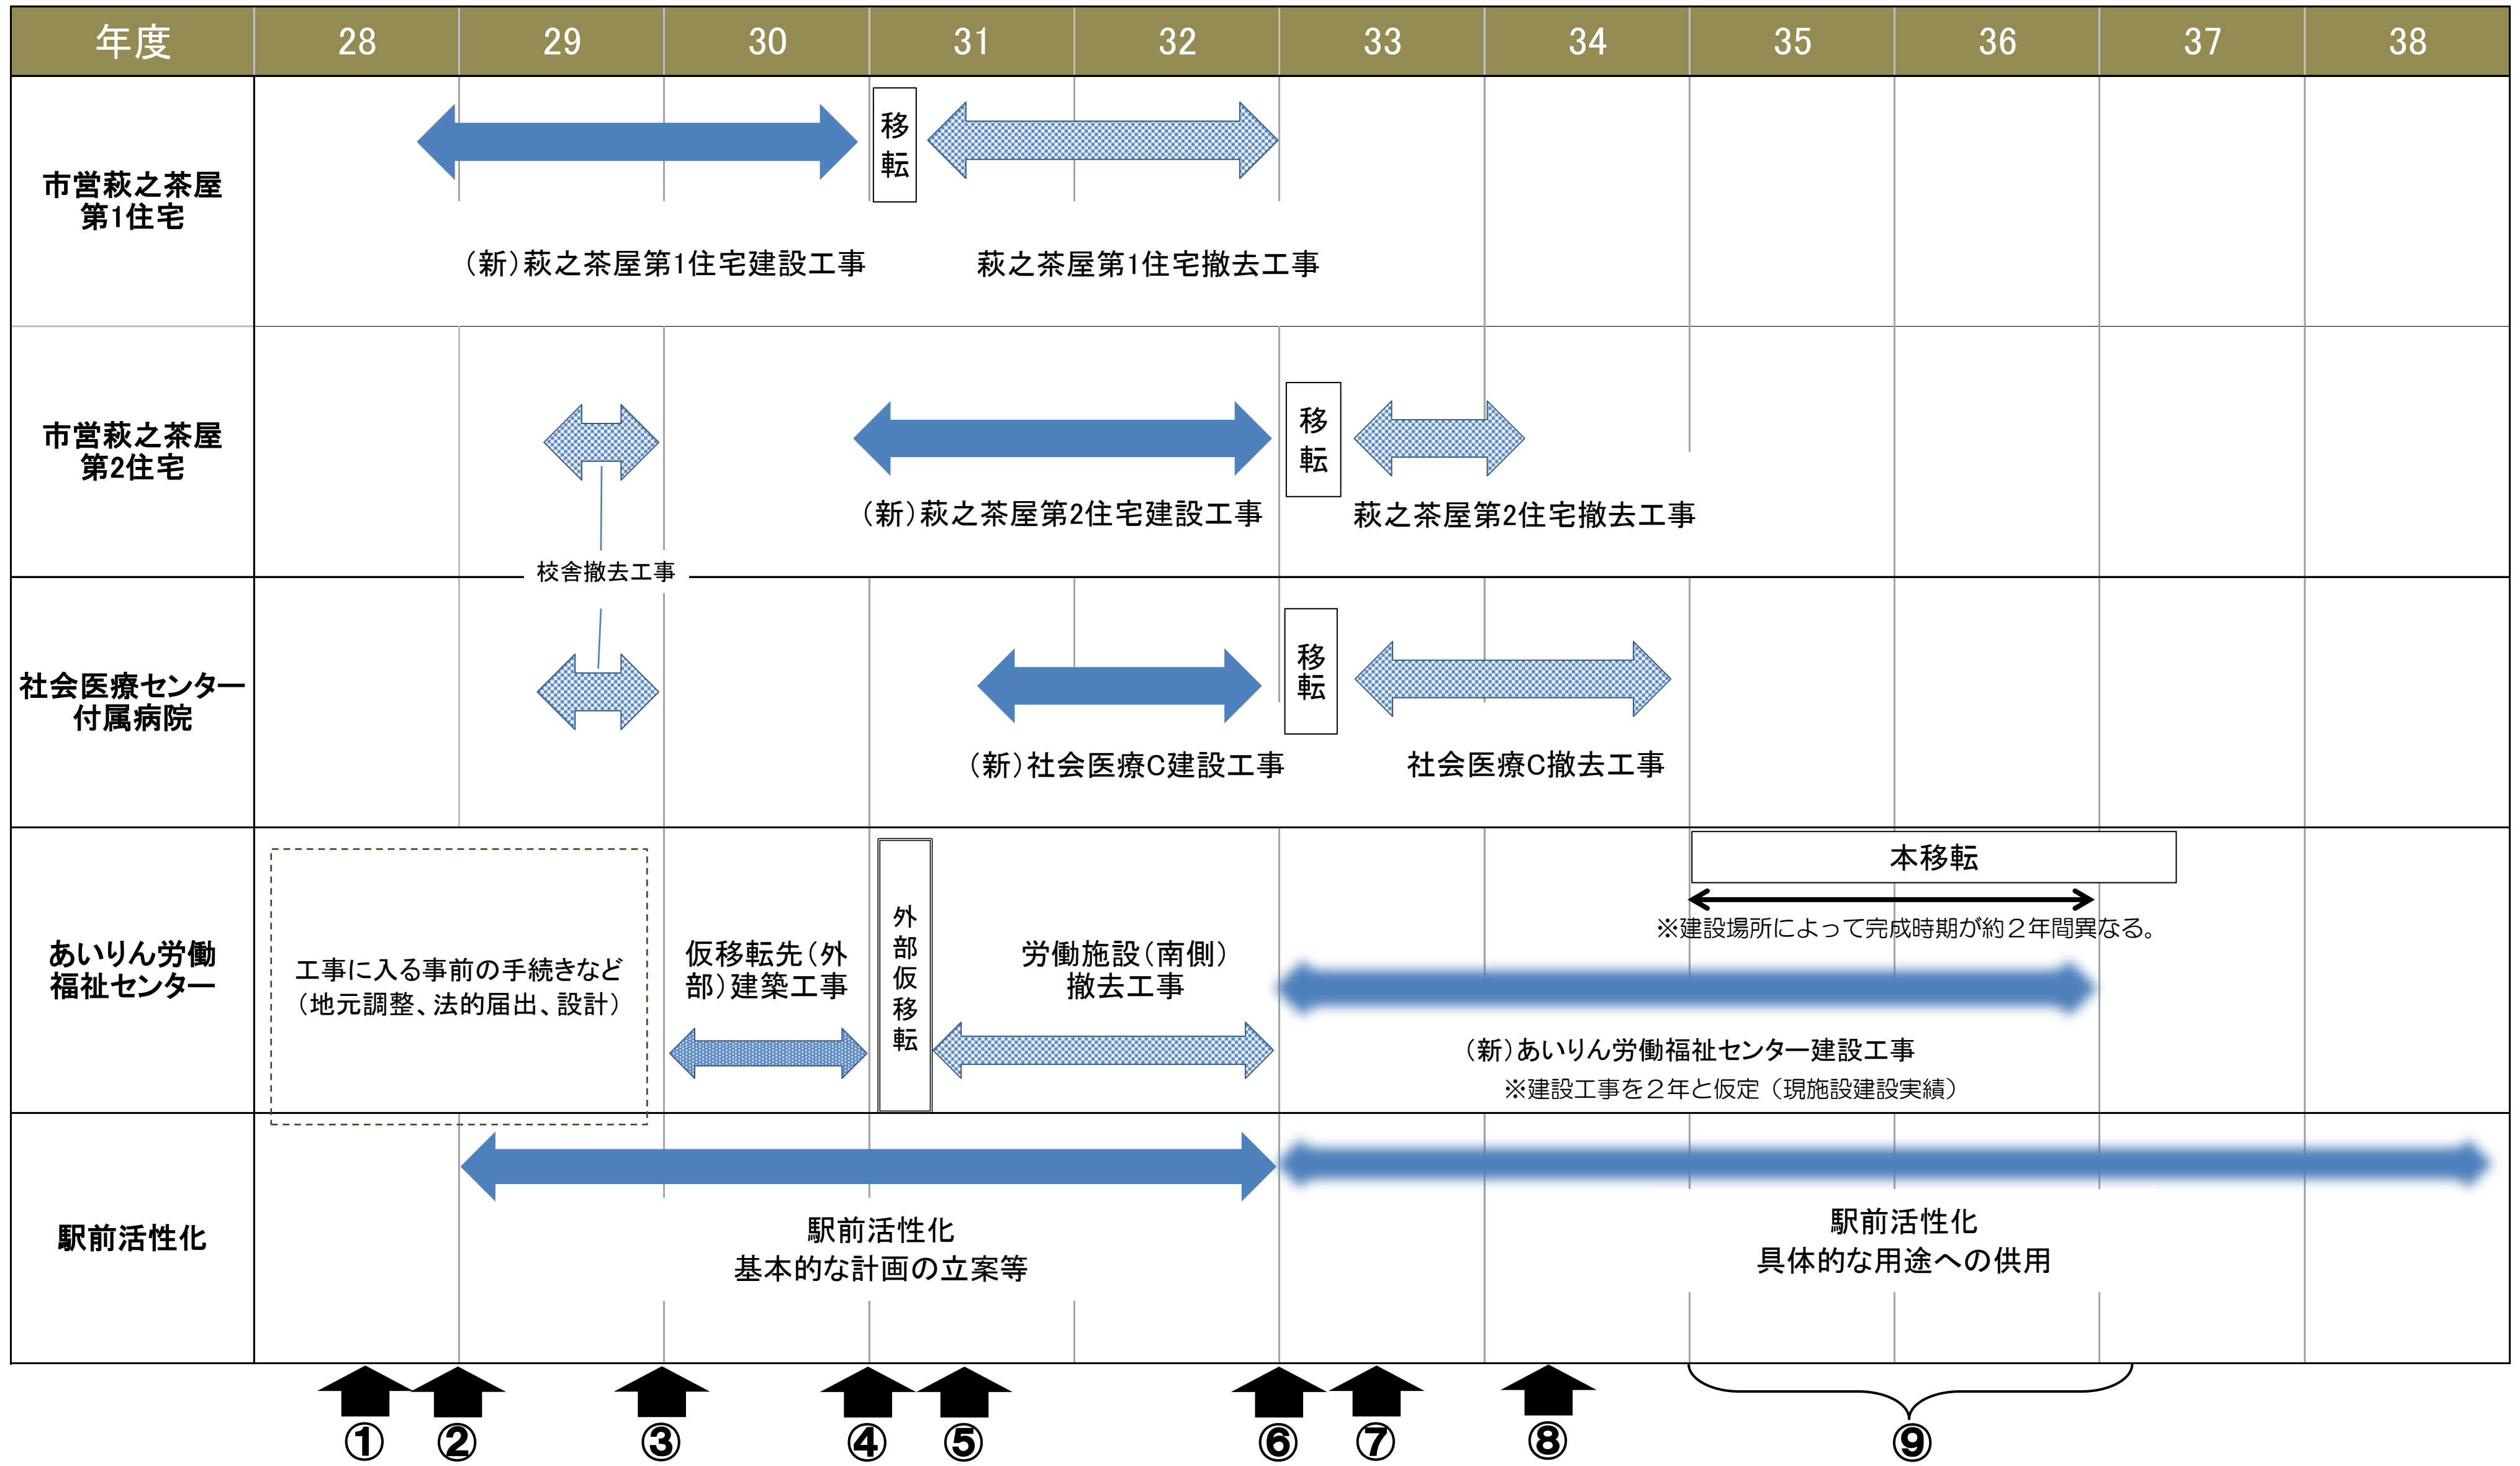 年度 28 29 30 31 32 33 34 35 36 37 38
市営萩之茶屋
第1住宅
移
転
（新）萩之茶屋第1住宅建設工事
萩之茶屋第1住宅撤去工事
市営萩之茶屋
第2住宅
移
転
（新）萩之茶屋第2住宅建設工事
萩之茶屋第2住宅撤去工事
校舎撤去工事
社会医療センター
付属病院
移
転
（新）社会医療C建設工事
社会医療C撤去工事
あいりん労働
福祉センター
工事に入る事前の手続きなど
（地元調整、法的届出、設計）
仮移転先（外
部）建築工事
外
部
仮
移
転
労働施設（南側）
撤去工事
本移転
※建設場所によって完成時期が約２年間異なる。
（新）あいりん労働福祉センター建設工事
※建設工事を２年と仮定（現施設建設実績）
駅前活性化
駅前活性化
基本的な計画の立案等
駅前活性化
具体的な用途への供用
① ② ③ ④ ⑤ ⑥ ⑦ ⑧ ⑨